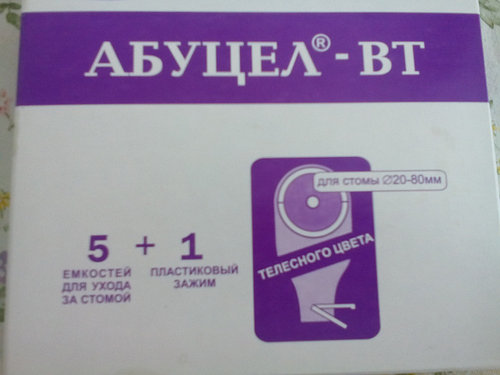 АБУЦЕЛ®-ВТ
для стомы ∅20-80мм
ТЕЛЕСНОГО ЦВЕТА
5 + 1
ЕМКОСТЕЙ ПЛАСТИКОВЫЙ
ДЛЯ УХОДА ЗАЖИМ
ЗА СТОМОЙ